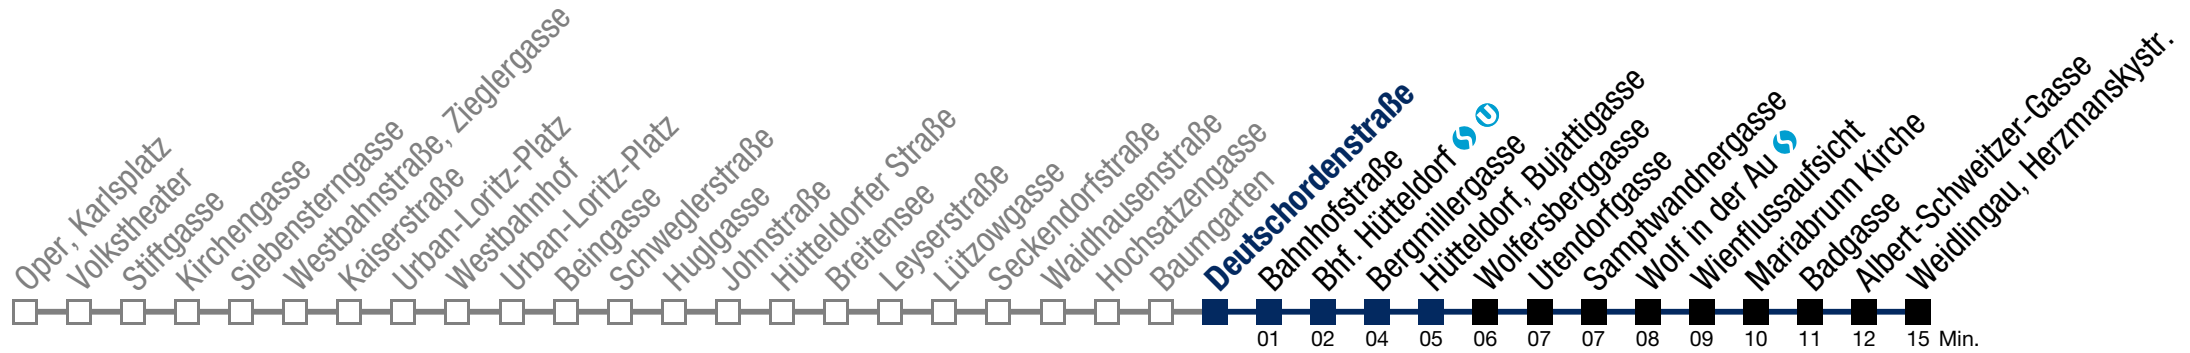 Oper, Karlsplatz
Volkstheater
Stiftgasse
Kirchengasse
Siebensterngasse
Westbahnstraße, Zieglergasse
Kaiserstraße
Urban-Loritz-Platz
Westbahnhof
Urban-Loritz-Platz
Beingasse
Schweglerstraße
Huglgasse
Johnstraße
Hütteldorfer Straße
Breitensee
Leyserstraße
Lützowgasse
Seckendorfstraße
Waidhausenstraße
Hochsatzengasse
Baumgarten
Deutschordenstraße
Bahnhofstraße
Bhf. Hütteldorf S U
Bergmillergasse
Hütteldorf, Bujattigasse
Wolfersberggasse
Utendorfgasse
Samptwandnergasse
Wolf in der Au S
Wienflussaufsicht
Mariabrunn Kirche
Badgasse
Albert-Schweitzer-Gasse
Weidlingau, Herzmanskystr.
01 02 04 05 06 07 07 08 09 10 11 12 15 Min.